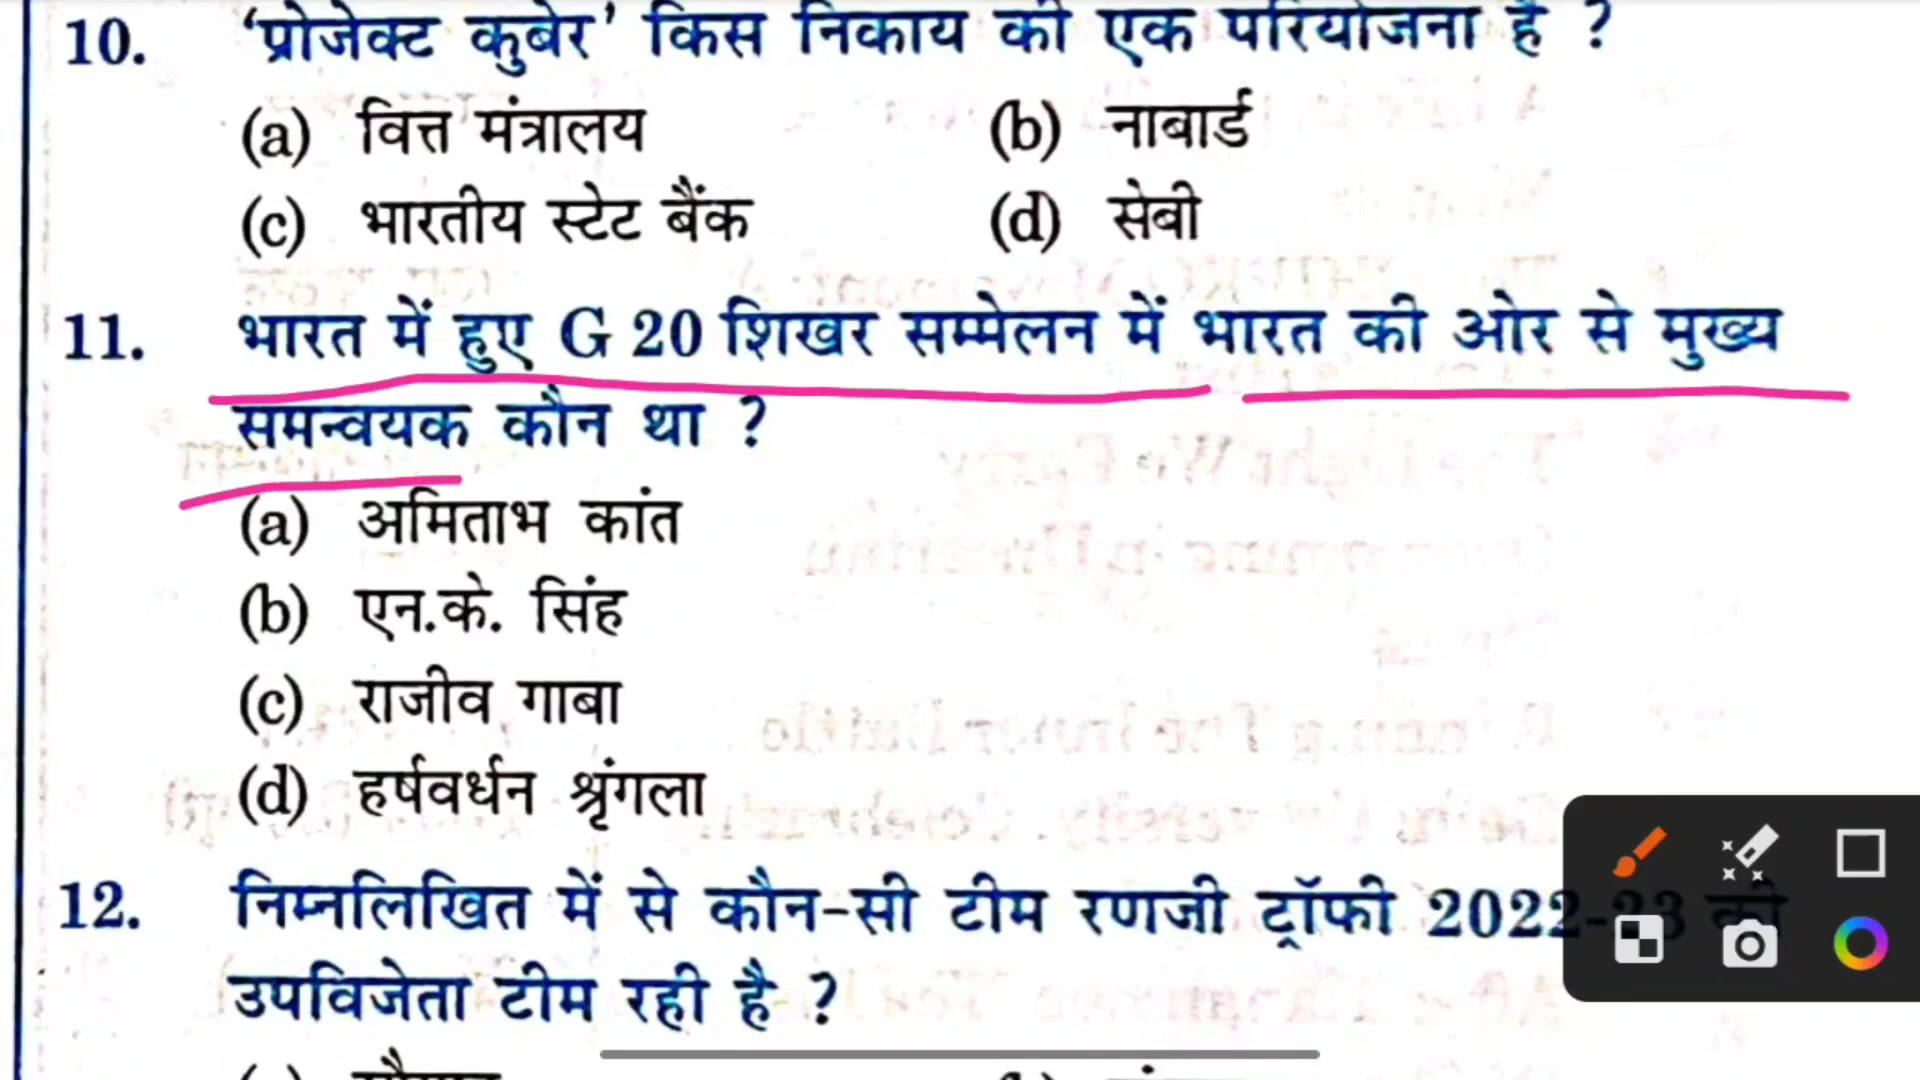 10. ‘प्रोजेक्ट कुबेर’ किस निकाय की एक परियोजना है ?
(a) वित्त मंत्रालय (b) नाबार्ड
(c) भारतीय स्टेट बैंक (d) सेबी
11. भारत में हुए G 20 शिखर सम्मेलन में भारत की ओर से मुख्य
समन्वयक कौन था ?
(a) अमिताभ कांत
(b) एन.के. सिंह
(c) राजीव गाबा
(d) हर्षवर्धन श्रृंगला
12. निम्नलिखित में से कौन-सी टीम रणजी ट्रॉफी 2022-23 की
उपविजेता टीम रही है ?